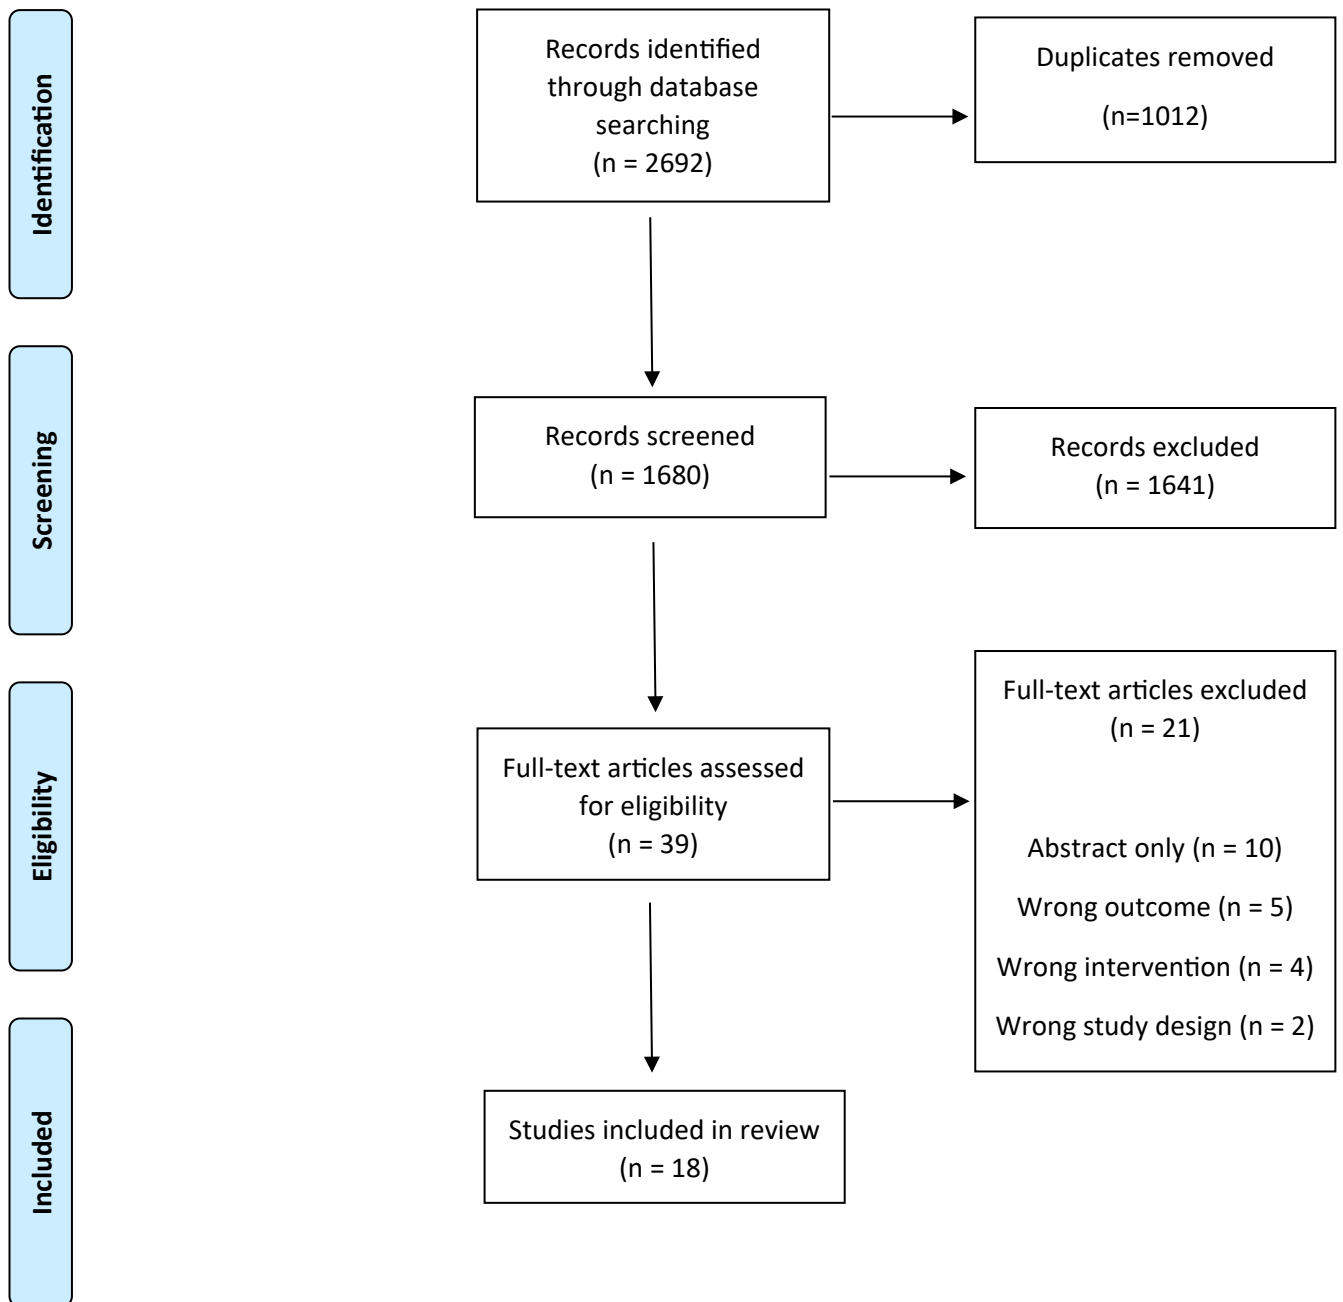 Identification
Records identified
through database
searching
(n = 2692)
Duplicates removed
(n=1012)
Screening
Records screened
(n = 1680)
Records excluded
(n = 1641)
Eligibility
Full-text articles assessed
for eligibility
(n = 39)
Full-text articles excluded
(n = 21)
Abstract only (n = 10)
Wrong outcome (n = 5)
Wrong intervention (n = 4)
Wrong study design (n = 2)
Included
Studies included in review
(n = 18)